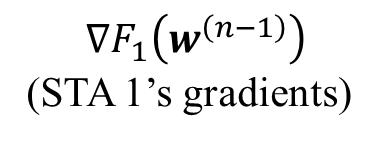 ∇F₁(𝒘⁽ⁿ⁻¹⁾)
(STA 1’s gradients)